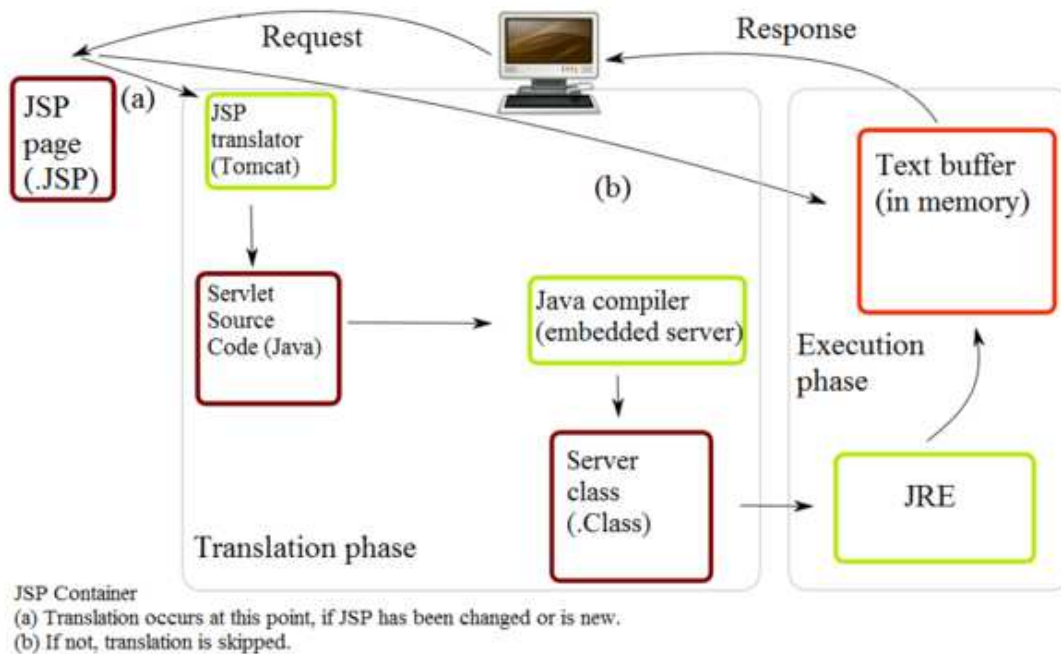 Request
Response
JSP
page
(.JSP)
(a)
JSP
translator
(Tomcat)
(b)
Text buffer
(in memory)
Servlet
Source
Code (Java)
Java compiler
(embedded server)
Execution
phase
Server
class
(.Class)
JRE
Translation phase
JSP Container
(a) Translation occurs at this point, if JSP has been changed or is new.
(b) If not, translation is skipped.